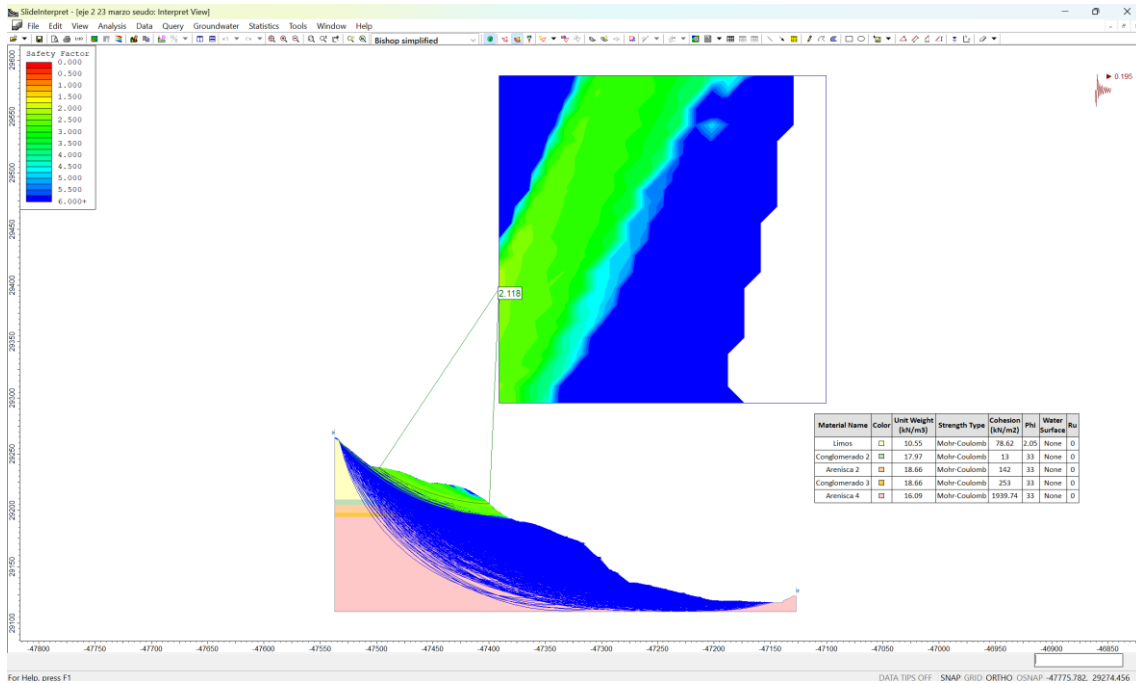 SlideInterpret - [eje 2 23 marzo seudo: Interpret View]
File Edit View Analysis Data Query Groundwater Statistics Tools Window Help
Bishop simplified
Safety Factor
0.000
0.500
1.000
1.500
2.000
2.500
3.000
3.500
4.000
4.500
5.000
5.500
6.000+
0.195
2.118
Material Name Color Unit Weight (kN/m3) Strength Type Cohesion (kN/m2) Phi Water Surface Ru
Limos 10.55 Mohr-Coulomb 78.62 2.05 None 0
Conglomerado 2 17.97 Mohr-Coulomb 13 33 None 0
Arenisca 2 18.66 Mohr-Coulomb 142 33 None 0
Conglomerado 3 18.66 Mohr-Coulomb 253 33 None 0
Arenisca 4 16.09 Mohr-Coulomb 1939.74 33 None 0
29600
29550
29500
29450
29400
29350
29300
29250
29200
29150
29100
-47800 -47750 -47700 -47650 -47600 -47550 -47500 -47450 -47400 -47350 -47300 -47250 -47200 -47150 -47100 -47050 -47000 -46950 -46900 -46850
For Help, press F1
DATA TIPS OFF SNAP GRID ORTHO OSNAP -47775.782, 29274.456